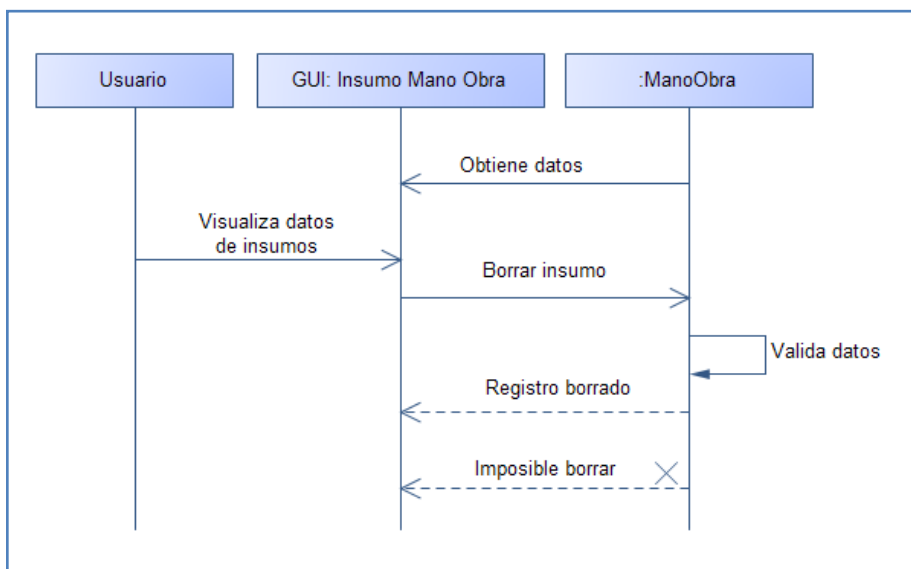 Usuario
GUI: Insumo Mano Obra
:ManoObra
Obtiene datos
Visualiza datos
de insumos
Borrar insumo
Valida datos
Registro borrado
Imposible borrar